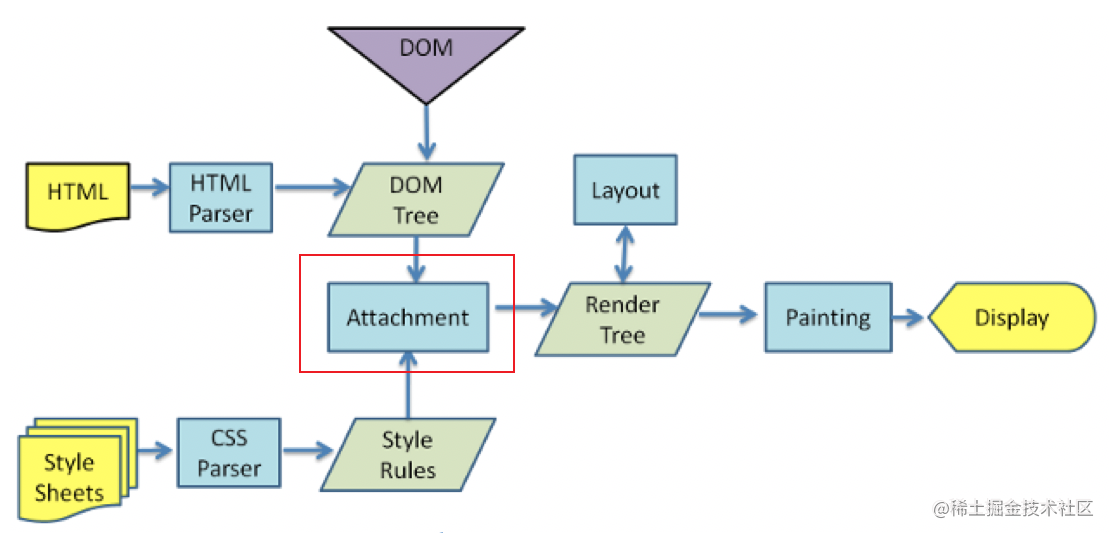 DOM
HTML
HTML
Parser
DOM
Tree
Layout
Attachment
Render
Tree
Painting
Display
Style
Sheets
CSS
Parser
Style
Rules
@稀土掘金技术社区